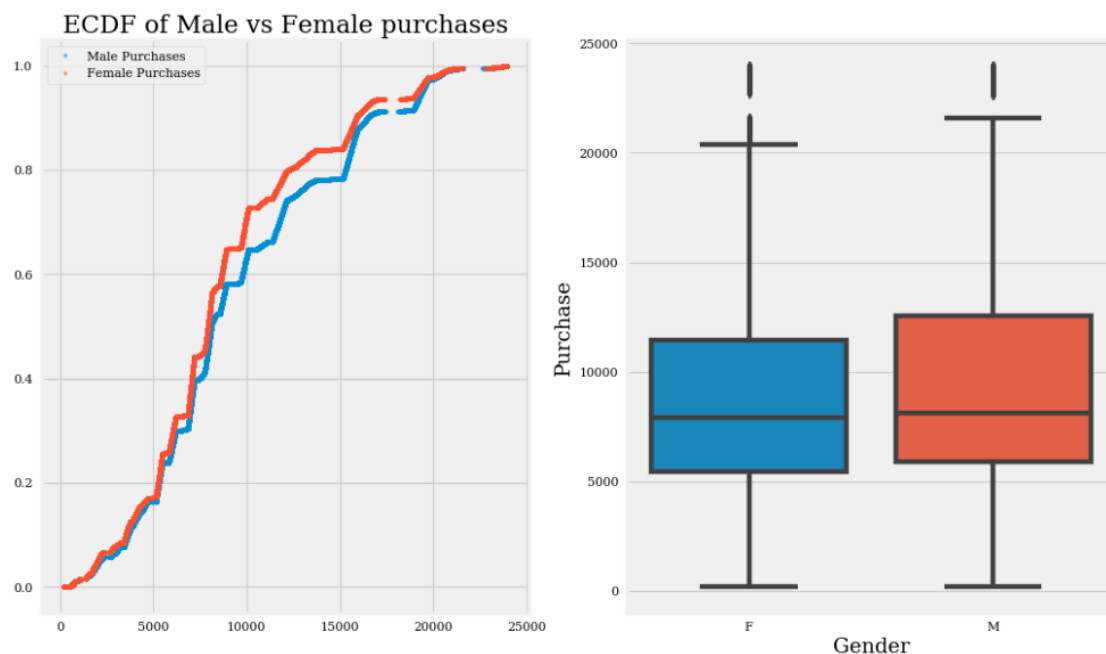 ECDF of Male vs Female purchases
Male Purchases
Female Purchases
1.0
0.8
0.6
0.4
0.2
0.0
0 5000 10000 15000 20000 25000
25000
20000
15000
10000
5000
0
Purchase
F M
Gender